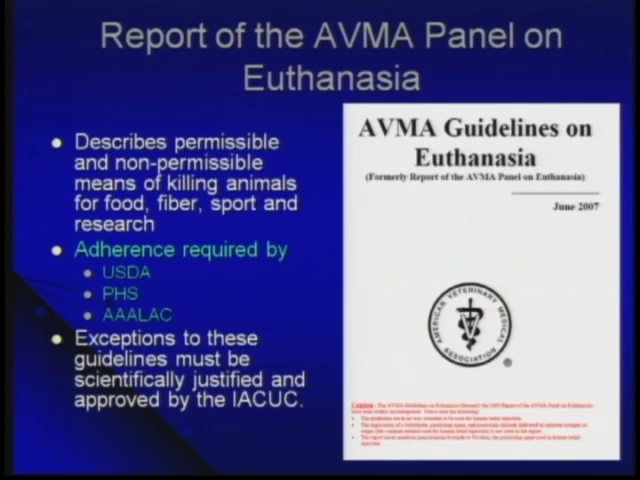 Report of the AVMA Panel on
Euthanasia
Describes permissible
and non-permissible
means of killing animals
for food, fiber, sport and
research
Adherence required by
USDA
PHS
AAALAC
Exceptions to these
guidelines must be
scientifically justified and
approved by the IACUC.
AVMA Guidelines on
Euthanasia
(Formerly Report of the AVMA Panel on Euthanasia)
June 2007
AMERICAN VETERINARY MEDICAL
ASSOCIATION